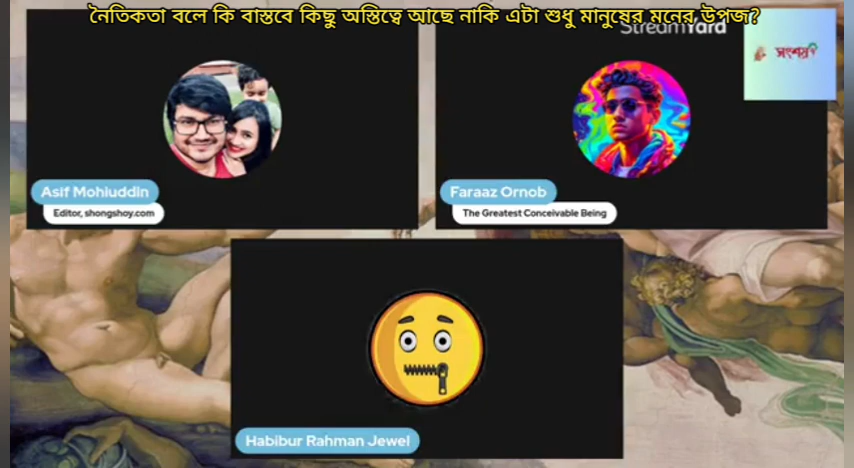 নৈতিকতা বলে কি বাস্তবে কিছু অস্তিত্বে আছে নাকি এটা শুধু মানুষের মনের উপজ?
StreamYard
সংশয়
Asif Mohiuddin
Editor, shongshoy.com
Faraaz Ornob
The Greatest Conceivable Being
Habibur Rahman Jewel